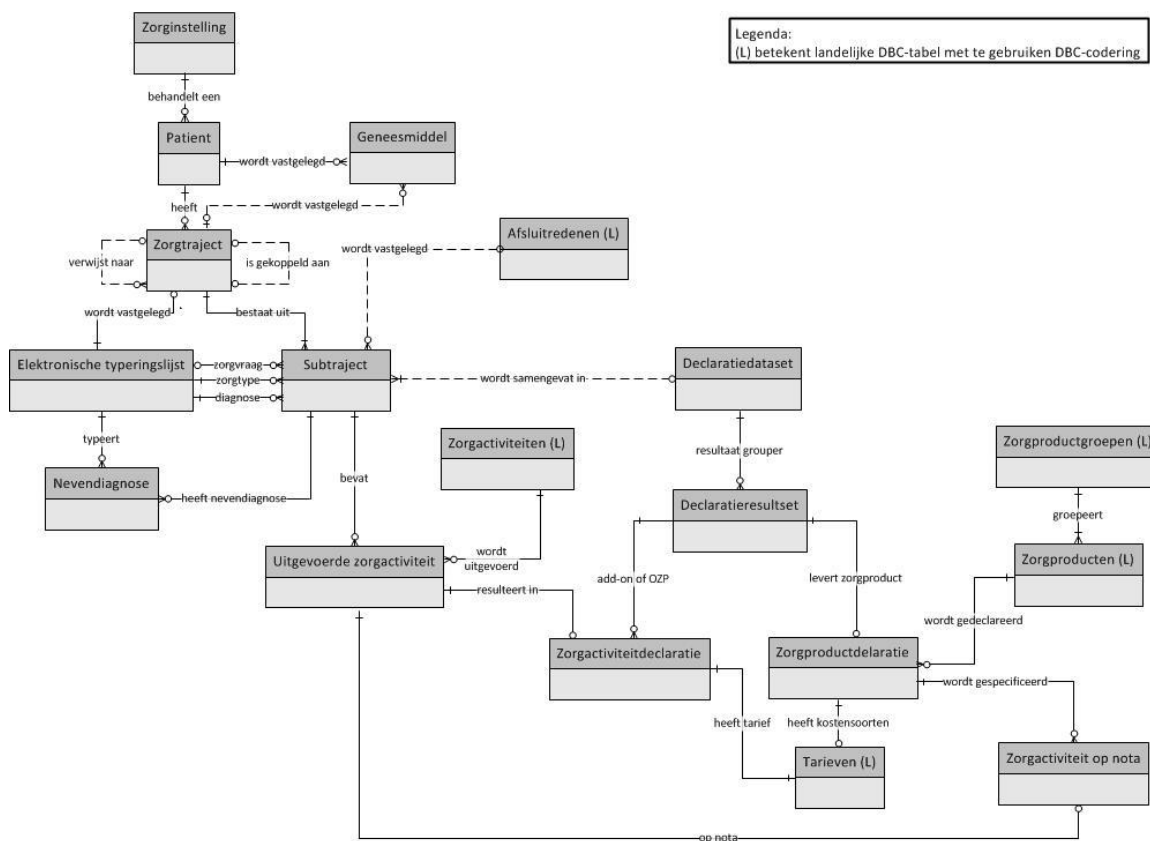 Zorginstelling
Legenda:
(L) betekent landelijke DBC-tabel met te gebruiken DBC-codering
behandelt een
Patient
Geneesmiddel
wordt vastgelegd
heeft
wordt vastgelegd
Zorgtraject
Afsluitredenen (L)
wordt vastgelegd
verwijst naar
is gekoppeld aan
wordt vastgelegd
bestaat uit
Elektronische typeringslijst
zorgvraag
zorgtype
diagnose
Subtraject
Declaratiedataset
wordt samengevat in
typeert
Zorgactiviteiten (L)
Zorgproductgroepen (L)
resultaat grouper
bevat
Nevendiagnose
heeft nevendiagnose
Declaratieresultset
groepeert
Uitgevoerde zorgactiviteit
wordt
uitgevoerd
Zorgproducten (L)
add-on of OZP
levert zorgproduct
resulteert in
wordt gedeclareerd
Zorgactiviteitdeclaratie
Zorgproductdelaratie
wordt gespecificeerd
heeft tarief
heeft kostensoorten
Tarieven (L)
Zorgactiviteit op nota
op nota